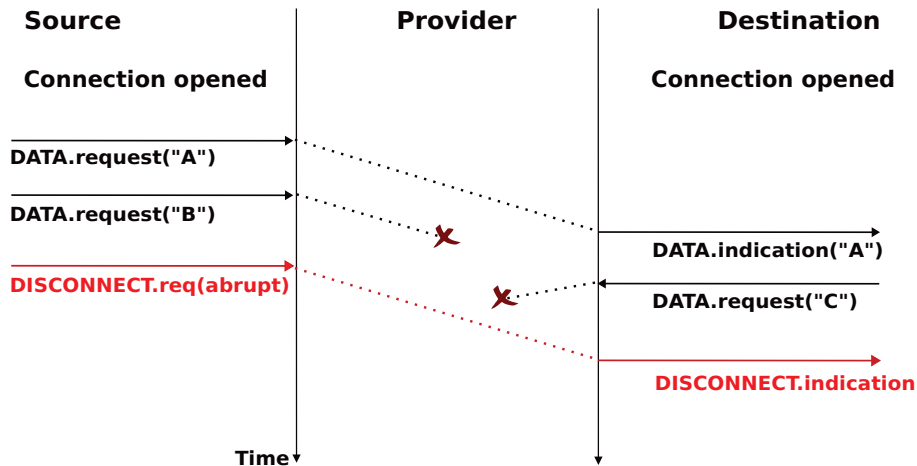 Source
Provider
Destination
Connection opened
Connection opened
DATA.request("A")
DATA.request("B")
DATA.indication("A")
DISCONNECT.req(abrupt)
DATA.request("C")
DISCONNECT.indication
Time